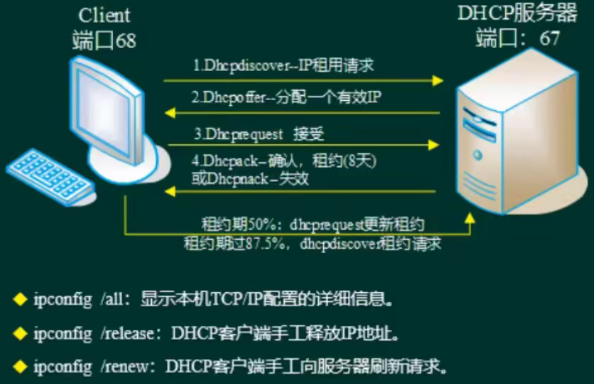 Client
端口68
DHCP服务器
端口：67
1.Dhcpdiscover--IP租用请求
2.Dhcpoffer--分配一个有效IP
3.Dhcprequest 接受
4.Dhcpack--确认，租约(8天)
或Dhcpnack--失效
租约期50%：dhcprequest更新租约
租约期过87.5%，dhcpdiscover租约请求
ipconfig /all：显示本机TCP/IP配置的详细信息。
ipconfig /release：DHCP客户端手工释放IP地址。
ipconfig /renew：DHCP客户端手工向服务器刷新请求。